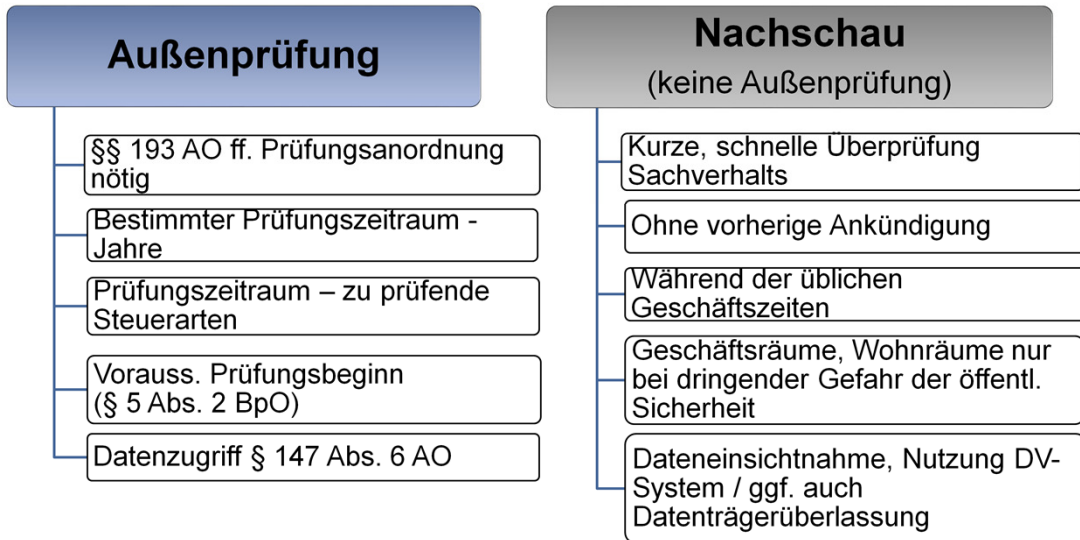 Außenprüfung
§§ 193 AO ff. Prüfungsanordnung
nötig
Bestimmter Prüfungszeitraum -
Jahre
Prüfungszeitraum – zu prüfende
Steuerarten
Vorauss. Prüfungsbeginn
(§ 5 Abs. 2 BpO)
Datenzugriff § 147 Abs. 6 AO
Nachschau
(keine Außenprüfung)
Kurze, schnelle Überprüfung
Sachverhalts
Ohne vorherige Ankündigung
Während der üblichen
Geschäftszeiten
Geschäftsräume, Wohnräume nur
bei dringender Gefahr der öffentl.
Sicherheit
Dateneinsichtnahme, Nutzung DV-
System / ggf. auch
Datenträgerüberlassung